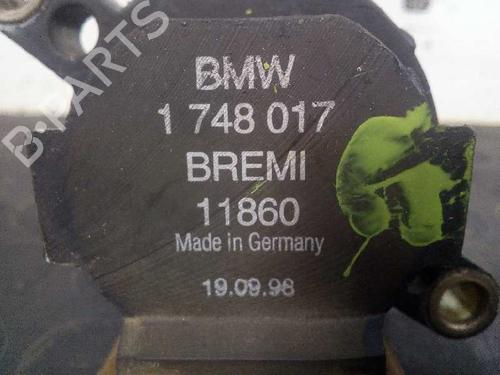 BMW
1 748 017
BREMI
11860
Made in Germany
19.09.98
B-PARTS